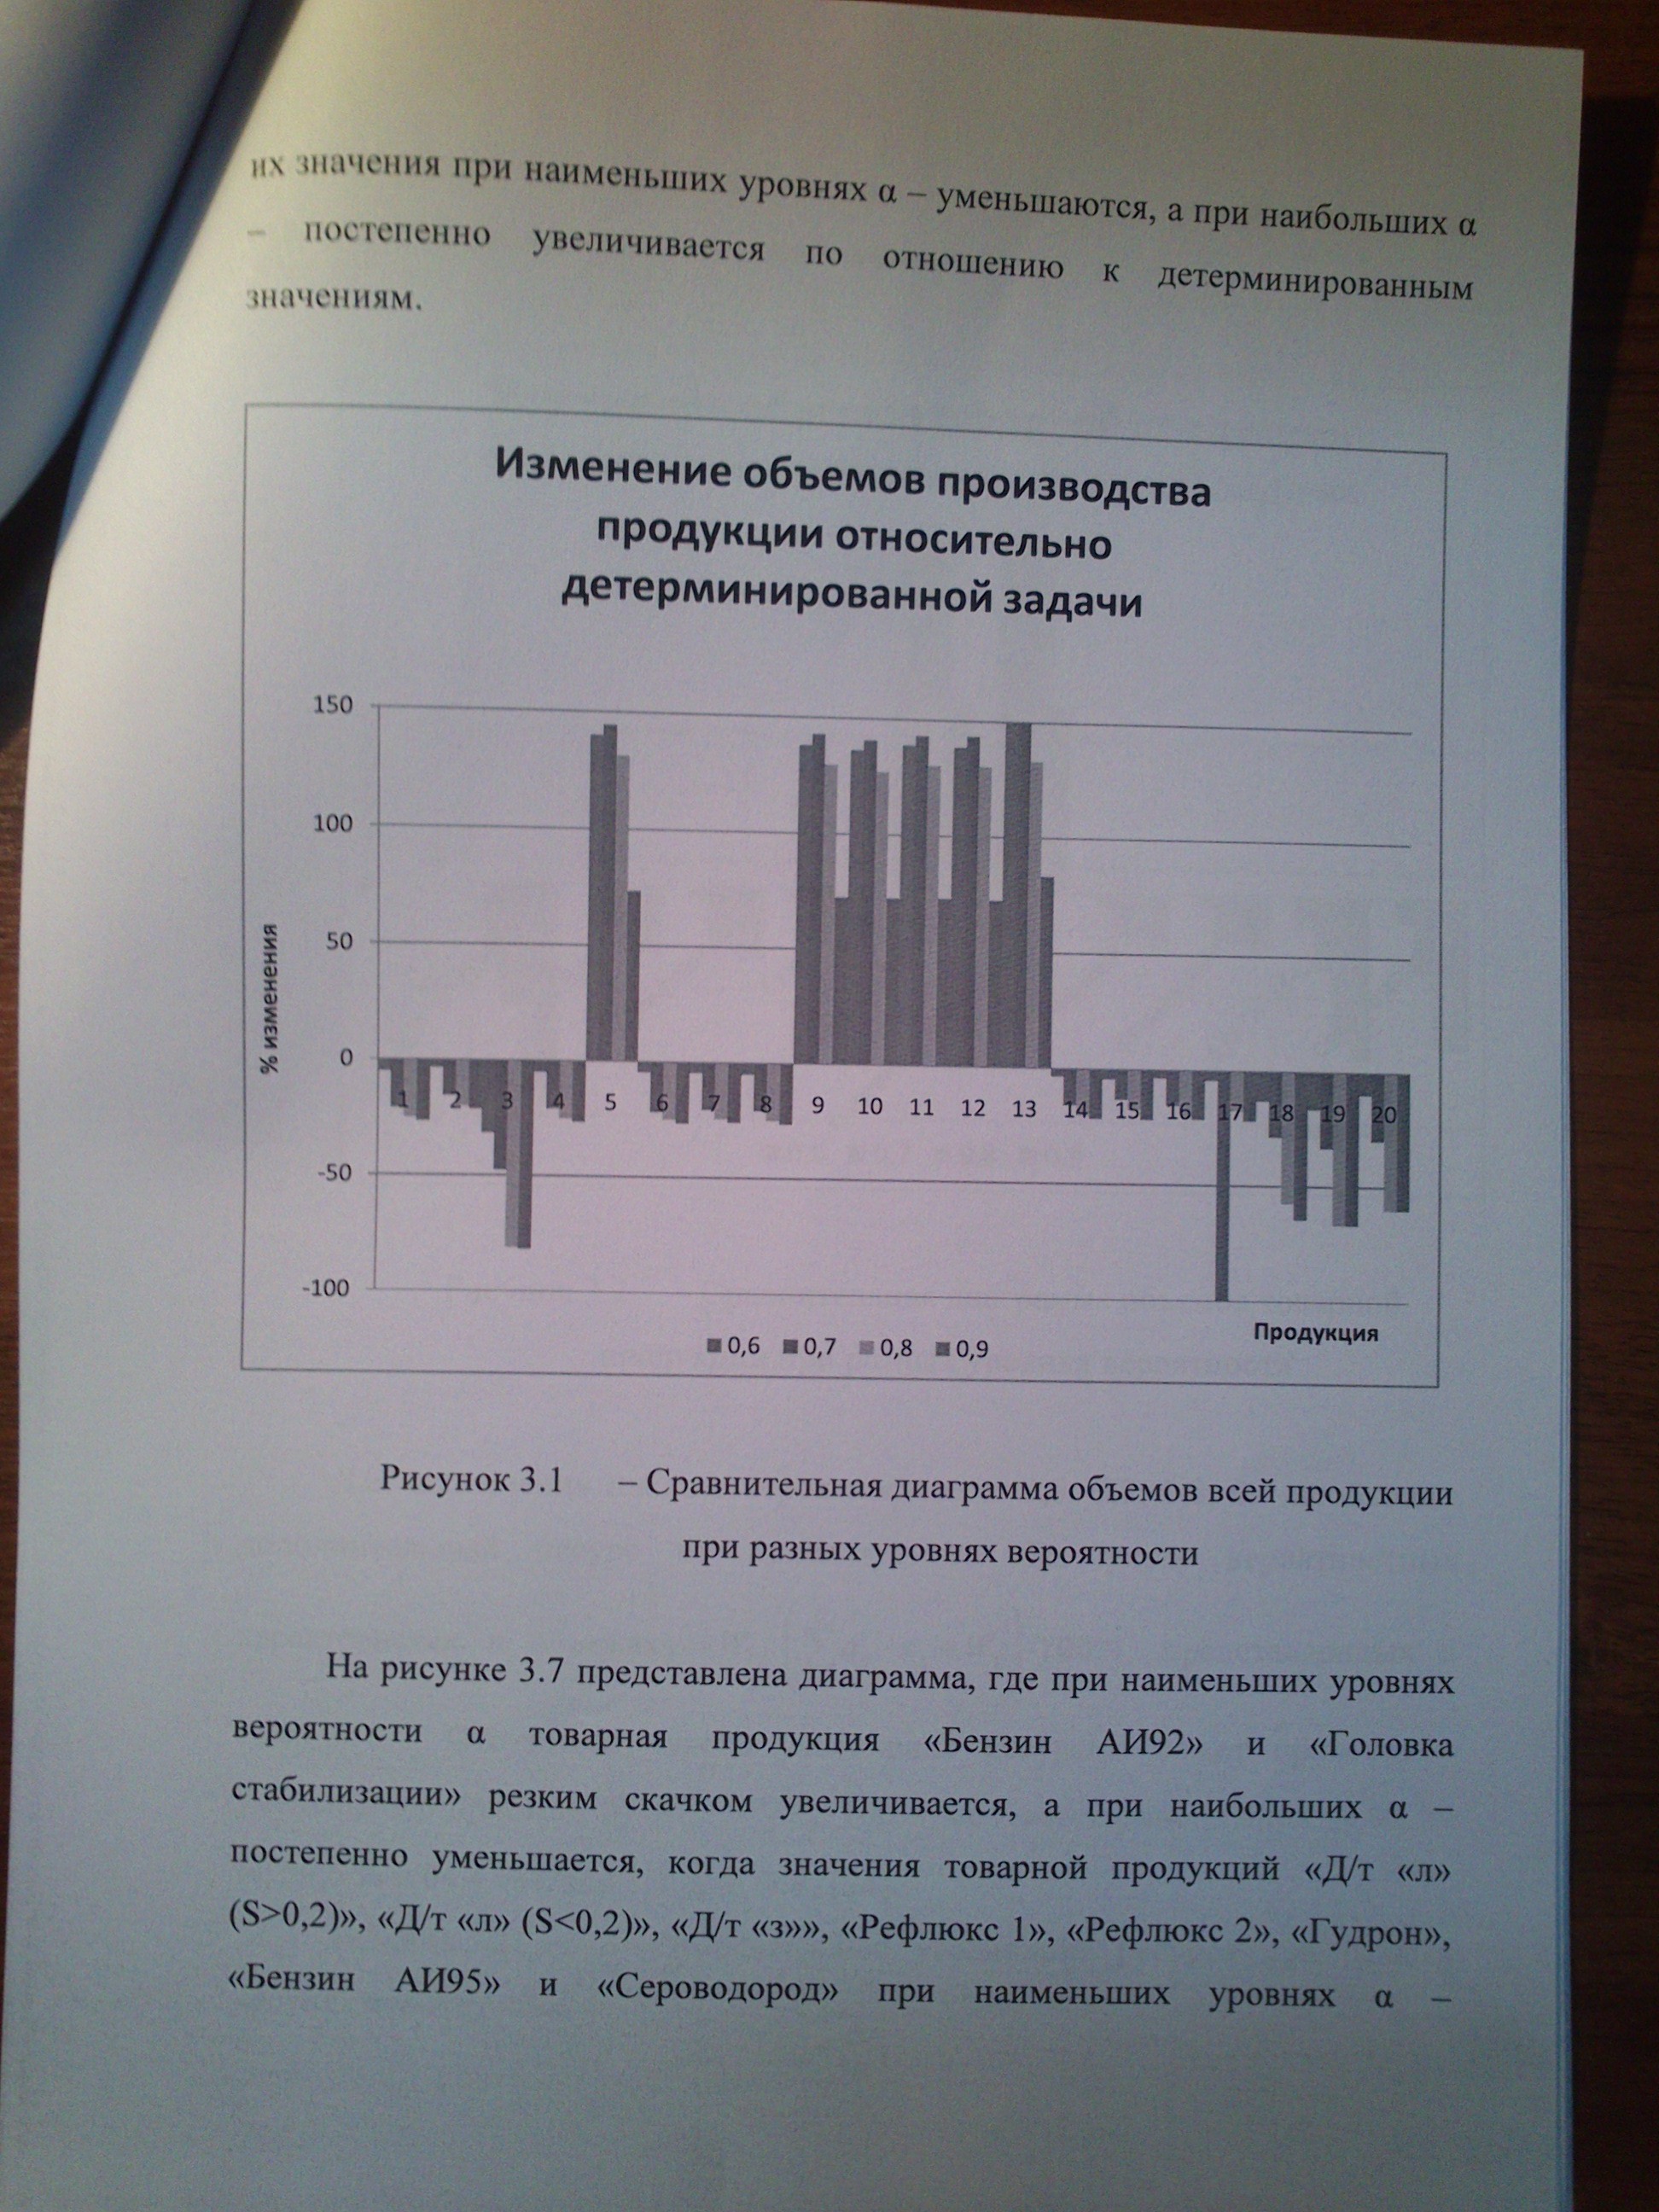 их значения при наименьших уровнях α – уменьшаются, а при наибольших α
– постепенно увеличивается по отношению к детерминированным
значениям.
Изменение объемов производства
продукции относительно
детерминированной задачи
150
100
50
0
-50
-100
% изменения
1 2 3 4 5 6 7 8 9 10 11 12 13 14 15 16 17 18 19 20
Продукция
0,6 0,7 0,8 0,9
Рисунок 3.1 – Сравнительная диаграмма объемов всей продукции
при разных уровнях вероятности
На рисунке 3.7 представлена диаграмма, где при наименьших уровнях
вероятности α товарная продукция «Бензин АИ92» и «Головка
стабилизации» резким скачком увеличивается, а при наибольших α –
постепенно уменьшается, когда значения товарной продукций «Д/т «л»
(S>0,2)», «Д/т «л» (S<0,2)», «Д/т «з»», «Рефлюкс 1», «Рефлюкс 2», «Гудрон»,
«Бензин АИ95» и «Сероводород» при наименьших уровнях α –